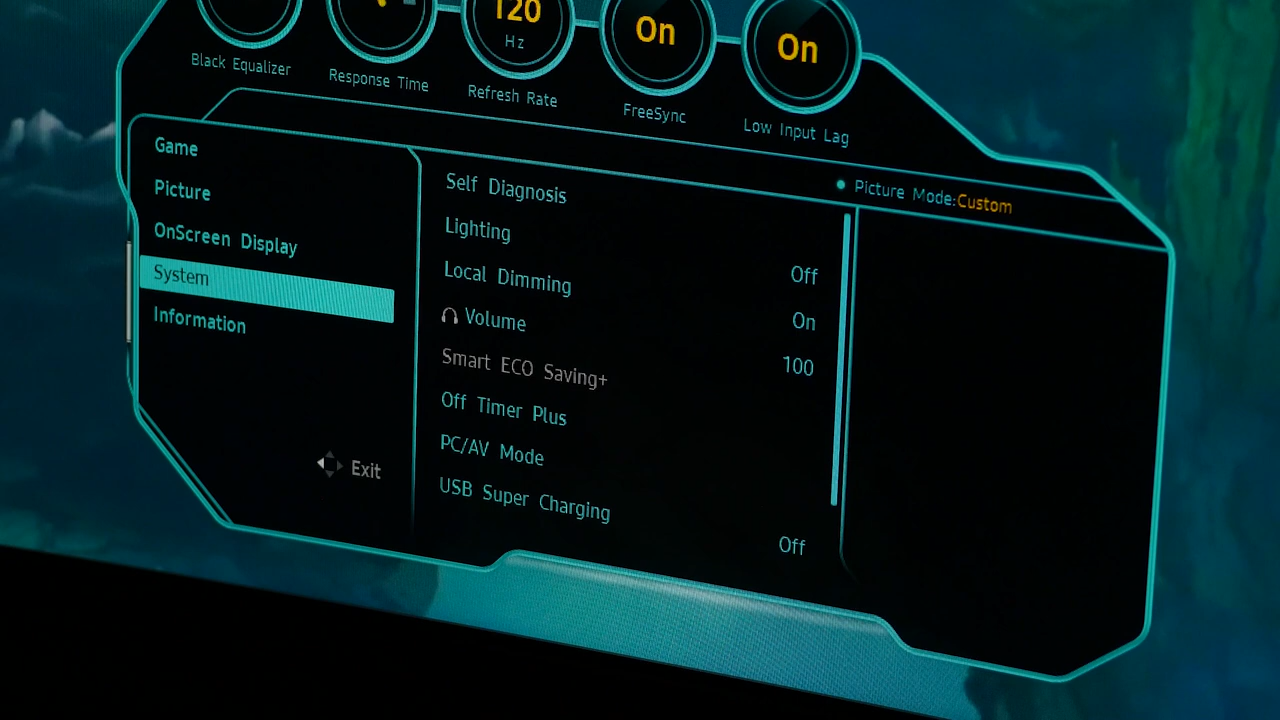 120
Hz
On
On
Black Equalizer
Response Time
Refresh Rate
FreeSync
Low Input Lag
Picture Mode:Custom
Game
Picture
OnScreen Display
System
Information
Exit
Self Diagnosis
Lighting Off
Local Dimming On
Volume 100
Smart ECO Saving+
Off Timer Plus
PC/AV Mode
USB Super Charging Off